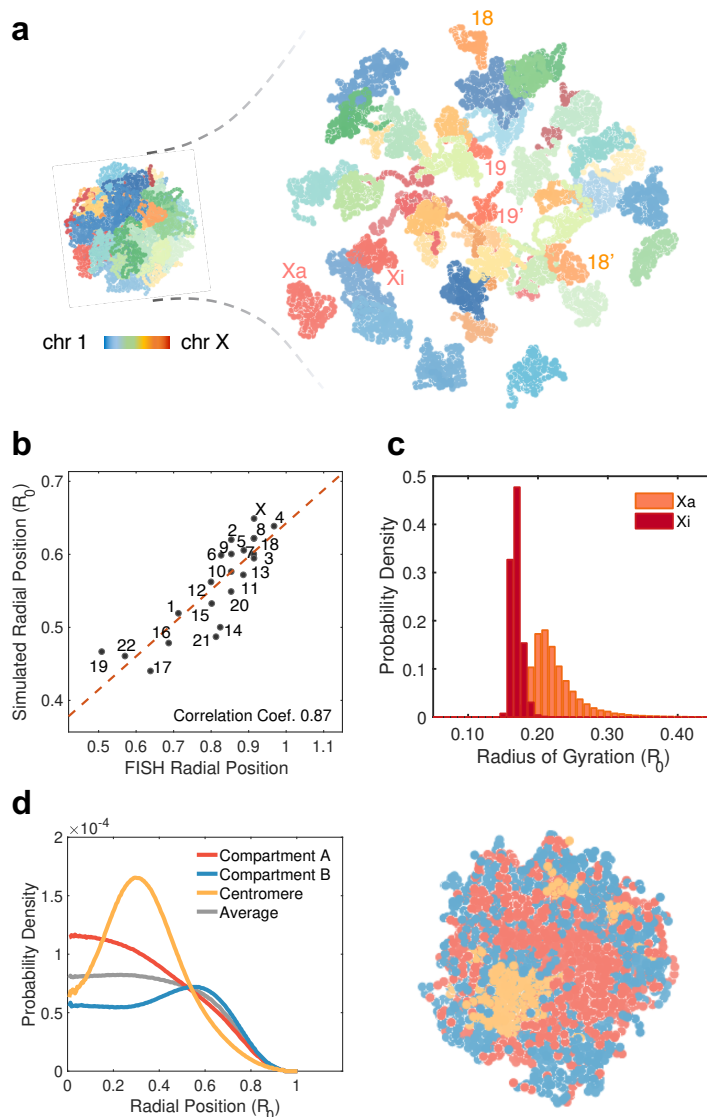 a
18
19
19'
Xa
Xi
18'
chr 1
chr X
b
Simulated Radial Position (R0)
0.7
0.6
0.5
0.4
X
4
2
8
5
9
6
7
18
3
10
13
12
11
1
15
20
16
14
21
22
19
17
Correlation Coef. 0.87
0.5 0.6 0.7 0.8 0.9 1 1.1
FISH Radial Position
c
Probability Density
0.5
0.4
0.3
0.2
0.1
0
Xa
Xi
0.10 0.20 0.30 0.40
Radius of Gyration (R0)
d
×10-4
Probability Density
2
1.5
1
0.5
0
Compartment A
Compartment B
Centromere
Average
0 0.2 0.4 0.6 0.8 1
Radial Position (R0)